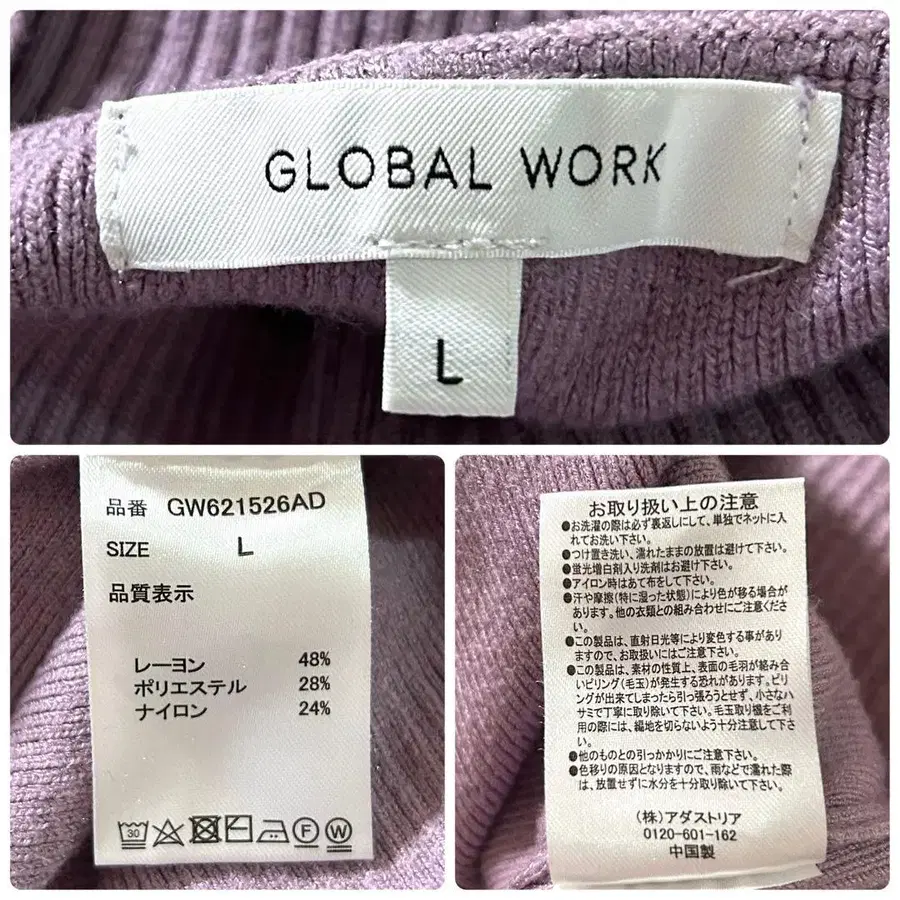 GLOBAL WORK
L
品番 GW621526AD
SIZE L
品質表示
レーヨン 48%
ポリエステル 28%
ナイロン 24%
30 F W
お取り扱い上の注意
●お洗濯の際は必ず裏返しにして、単独でネットに入
れてお洗い下さい。
●つけ置き洗い、濡れたままの放置は避けて下さい。
●蛍光増白剤入り洗剤はお避け下さい。
●アイロン時はあて布をして下さい。
●汗や摩擦(特に湿った状態)により色が移る場合が
あります。他の衣類との組み合わせにご注意くださ
い。
●この製品は、直射日光等により変色する事があり
ますので、お取扱いにはご注意下さい。
●この製品は、素材の性質上、表面の毛羽が絡み合
いピリング(毛玉)が発生する恐れがあります。ピリ
ングが出来てしまったら引っ張ろうとせず、小さなハ
サミで丁寧に取り除いて下さい。毛玉取り機をご利
用の際には、編地を切らないよう十分注意して下さ
い。
●他のものとの引っかかりにご注意下さい。
●色移りの原因となりますので、雨などで濡れた際
は、放置せずに水分を十分取り除いて下さい。
(株)アダストリア
0120-601-162
中国製